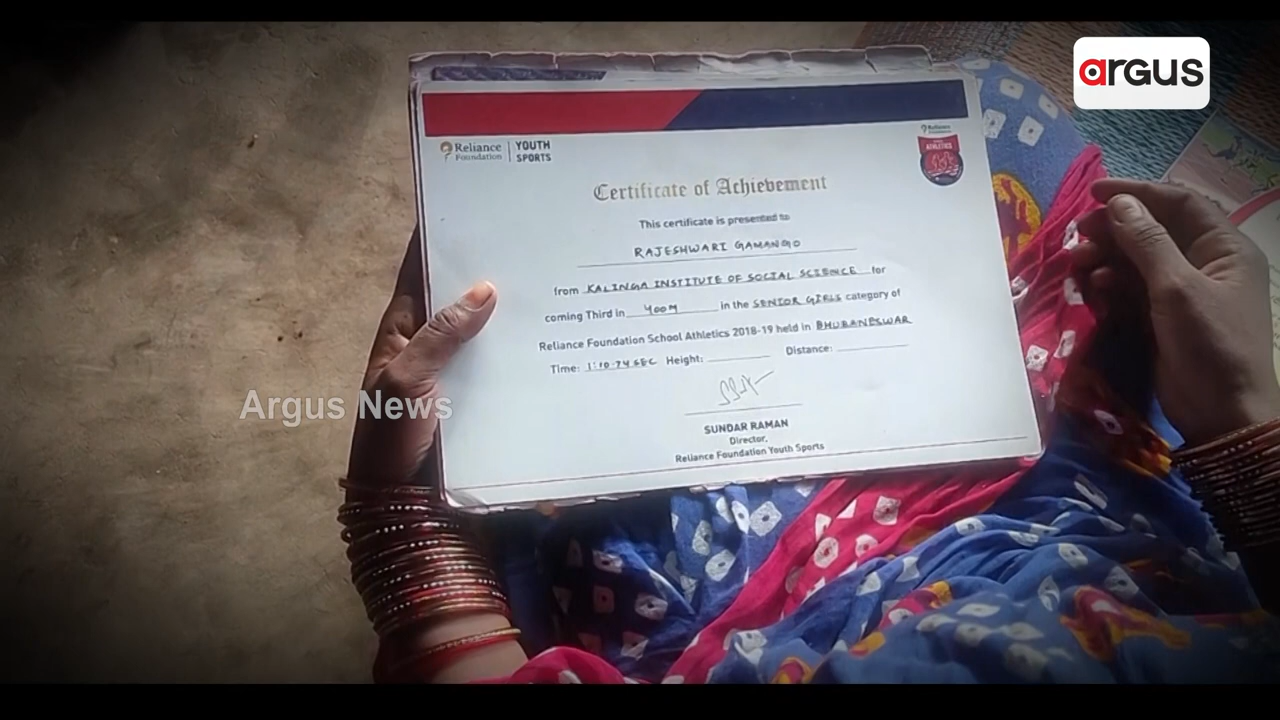 argus
Reliance Foundation | YOUTH SPORTS
Reliance Foundation
ATHLETICS
Certificate of Achievement
This certificate is presented to
RAJESHWARI GAMANGO
from KALINGA INSTITUTE OF SOCIAL SCIENCE for
coming Third in 400M in the SENIOR GIRLS category of
Reliance Foundation School Athletics 2018-19 held in BHUBANESWAR
Time: 1:10.74 SEC Height: Distance:
Argus News
SUNDAR RAMAN
Director,
Reliance Foundation Youth Sports